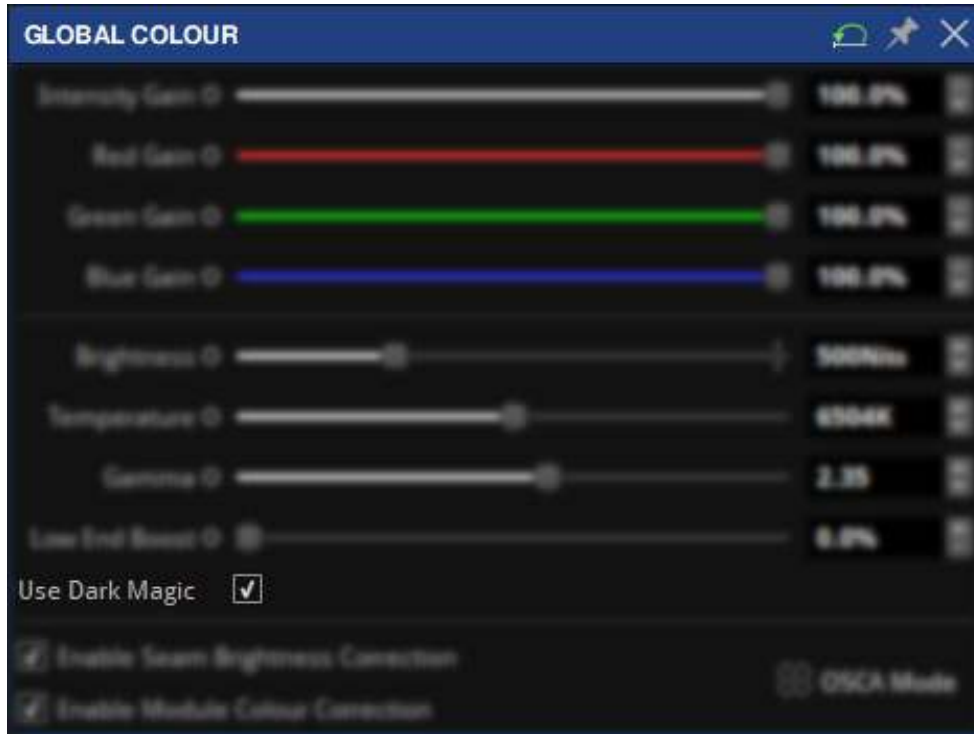 GLOBAL COLOUR
Intensity Gain 100.0%
Red Gain 100.0%
Green Gain 100.0%
Blue Gain 100.0%
Brightness 500Nits
Temperature 6504K
Gamma 2.35
Low End Boost 0.0%
Use Dark Magic
Enable Seam Brightness Correction
OSCA Mode
Enable Module Colour Correction